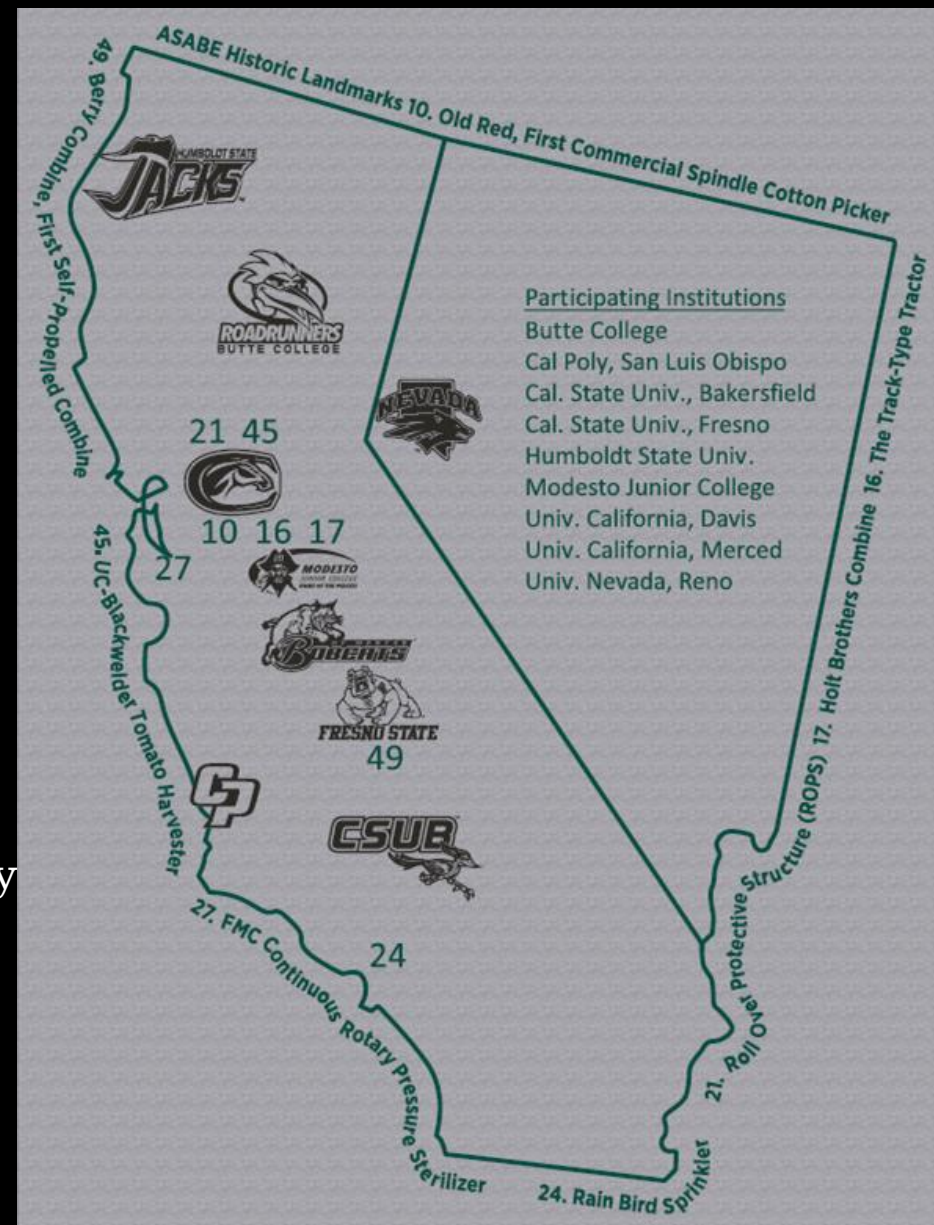 ASABE Historic Landmarks 10. Old Red, First Commercial Spindle Cotton Picker
16. The Track-Type Tractor
17. Holt Brothers Combine
21. Roll Over Protective Structure (ROPS)
24. Rain Bird Sprinkler
27. FMC Continuous Rotary Pressure Sterilizer
45. UC-Blackwelder Tomato Harvester
49. Berry Combine, First Self-Propelled Combine
HUMBOLDT STATE
JACKS
ROADRUNNERS
BUTTE COLLEGE
NEVADA
Participating Institutions
Butte College
Cal Poly, San Luis Obispo
Cal. State Univ., Bakersfield
Cal. State Univ., Fresno
Humboldt State Univ.
Modesto Junior College
Univ. California, Davis
Univ. California, Merced
Univ. Nevada, Reno
21 45
C
10 16 17
27
MODESTO
JUNIOR COLLEGE
BOBCATS
FRESNO STATE
49
CP
CSUB
24
y